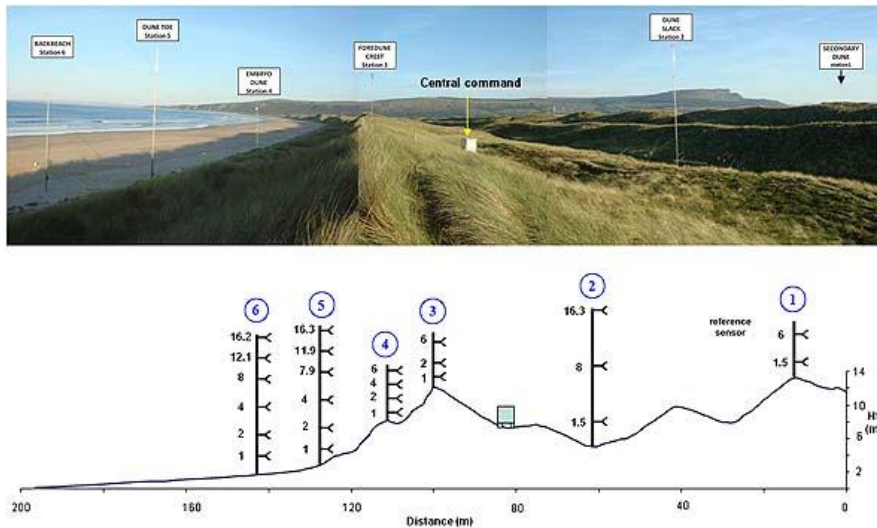 BACKBEACH
Station 6
DUNE TOE
Station 5
EMBRYO
DUNE
Station 4
FOREDUNE
CREST
Station 3
Central command
DUNE
SLACK
Station 2
SECONDARY
DUNE
6
5
4
3
2
1
16.2
12.1
8
4
2
1
16.3
11.9
7.9
4
2
1
6
4
2
1
6
2
1
16.3
8
1.5
reference
sensor
6
1.5
14
10
6
2
200
160
120
80
40
0
Distance (m)